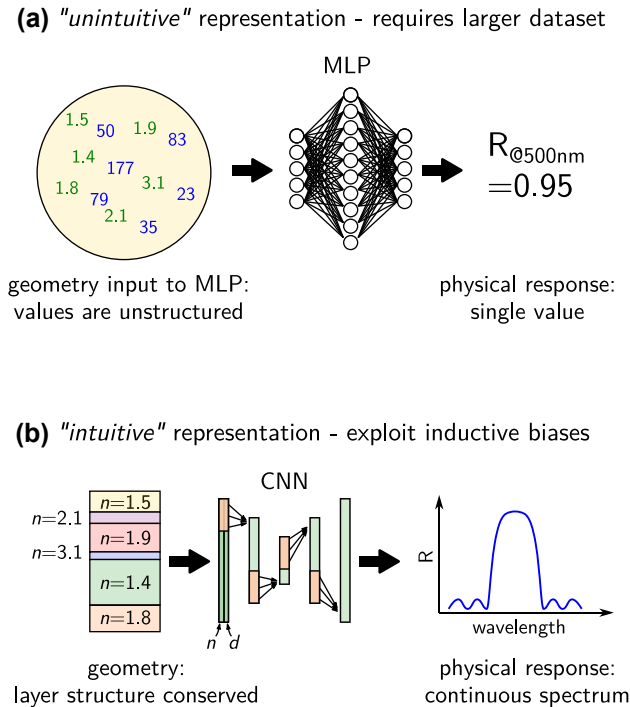 (a) "unintuitive" representation - requires larger dataset
MLP
1.5
50
1.9
83
1.4
177
1.8
79
3.1
23
2.1
35
R@500nm
=0.95
geometry input to MLP:
values are unstructured
physical response:
single value
(b) "intuitive" representation - exploit inductive biases
CNN
n=1.5
n=2.1
n=1.9
n=3.1
n=1.4
n=1.8
n d
R
wavelength
geometry:
layer structure conserved
physical response:
continuous spectrum